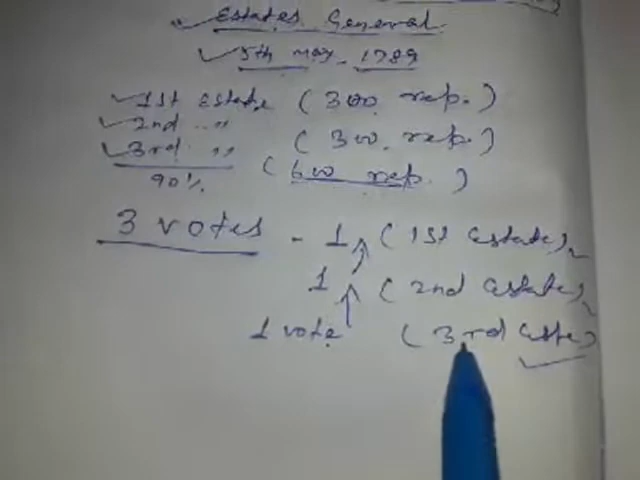 Estates General
5th May, 1789
1st Estate (300 rep.)
2nd " " (300 rep.)
3rd " " (600 rep.)
90%
3 votes - 1 (1st Estate)
1 (2nd Estate)
1 vote (3rd Este)